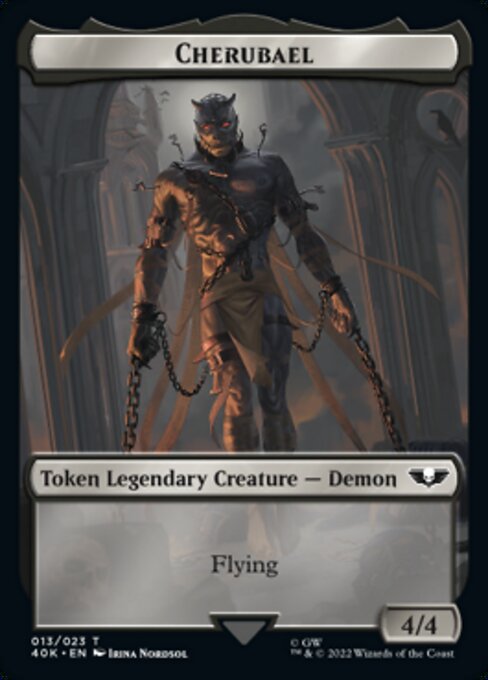 Cherubael
Token Legendary Creature — Demon
Flying
4/4
013/023 T
40K • EN Irina Nordsol
© GW
™ & © 2022 Wizards of the Coast